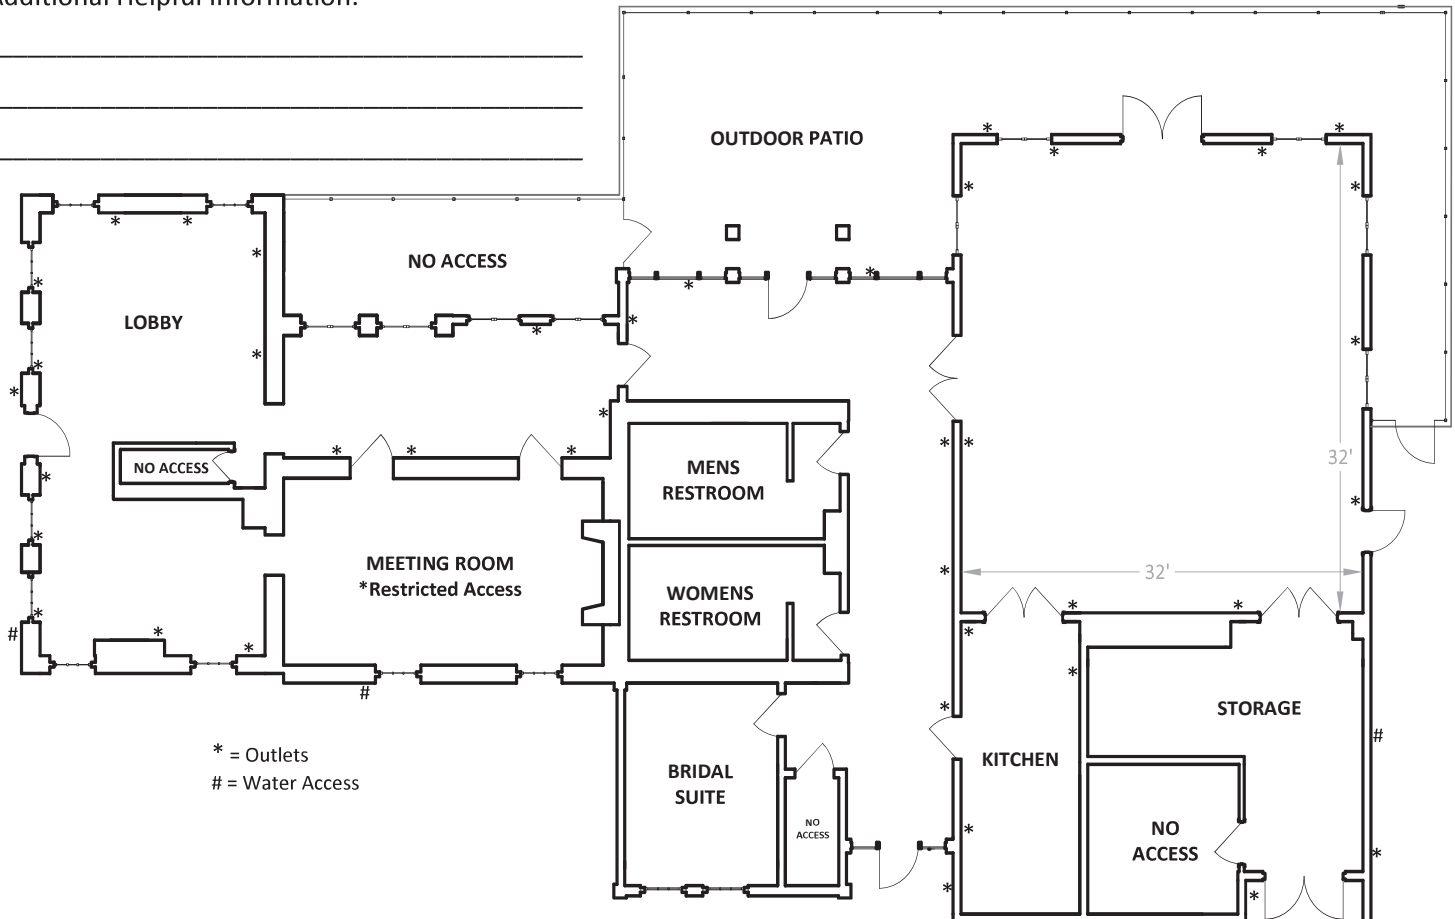 Additional Helpful Information:
OUTDOOR PATIO
NO ACCESS
LOBBY
NO ACCESS
MENS
RESTROOM
MEETING ROOM
*Restricted Access
WOMENS
RESTROOM
32'
32'
* = Outlets
# = Water Access
BRIDAL
SUITE
NO
ACCESS
KITCHEN
STORAGE
NO
ACCESS